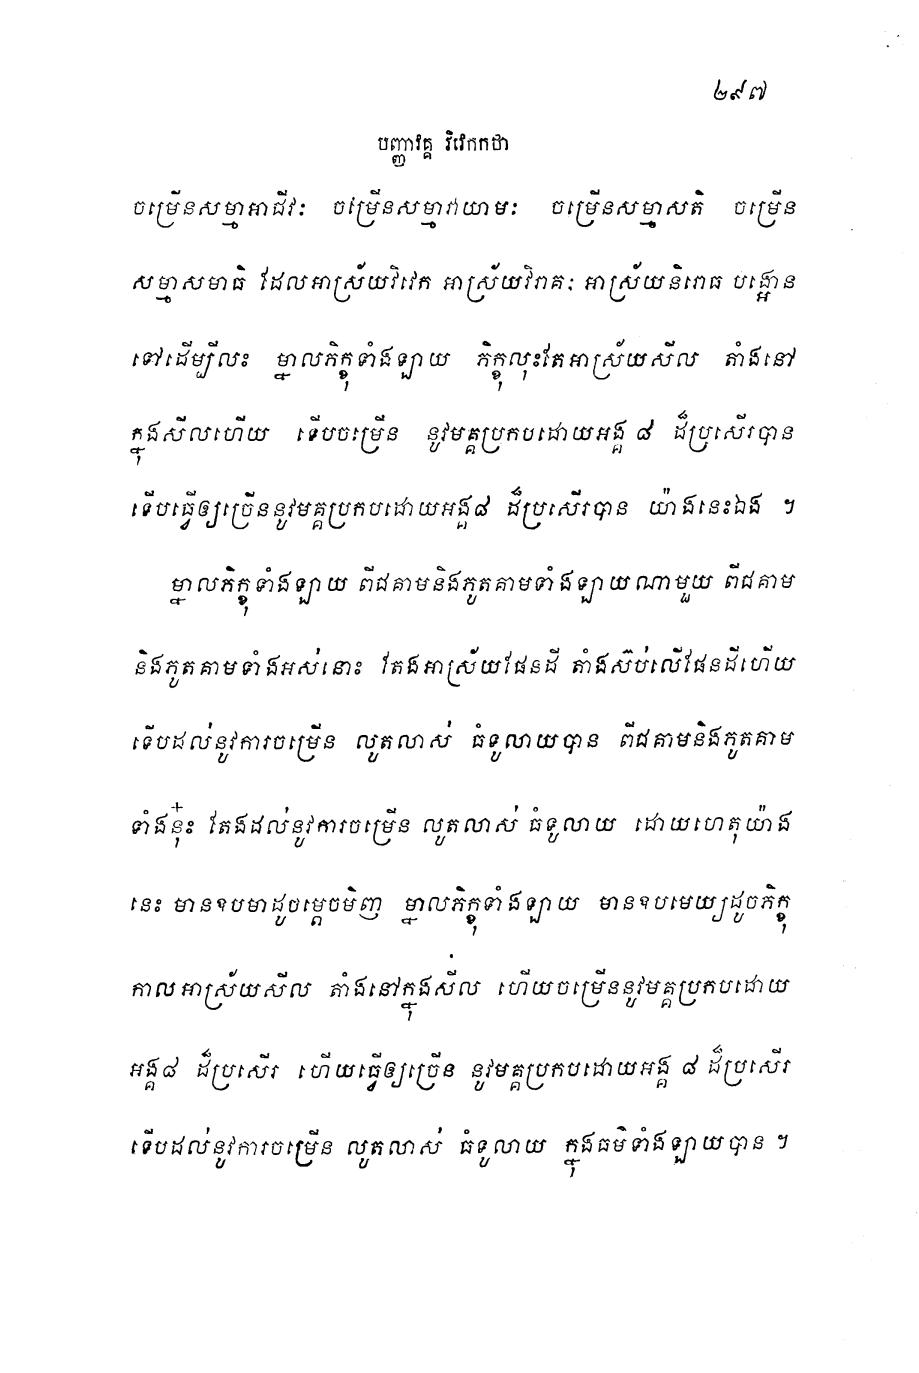 ២៩៧
បញ្ញាវគ្គ វិវេកកថា
ចម្រើនសម្មាអាជីវៈ ចម្រើនសម្មាវាយាមៈ ចម្រើនសម្មាសតិ ចម្រើន
សម្មាសមាធិ ដែលអាស្រ័យវិវេក អាស្រ័យវិរាគៈ អាស្រ័យនិរោធ បង្អោន
ទៅដើម្បីលះ ម្នាលភិក្ខុទាំងឡាយ ភិក្ខុលុះតែអាស្រ័យសីល តាំងនៅ
ក្នុងសីលហើយ ទើបចម្រើន នូវមគ្គប្រកបដោយអង្គ ៨ ដ៏ប្រសើរបាន
ទើបធ្វើឲ្យច្រើននូវមគ្គប្រកបដោយអង្គ៨ ដ៏ប្រសើរបាន យ៉ាងនេះឯង ។
ម្នាលភិក្ខុទាំងឡាយ ពីជគាមនិងភូតគាមទាំងឡាយណាមួយ ពីជគាម
និងភូតគាមទាំងអស់នោះ តែងអាស្រ័យផែនដី តាំងស៊ប់លើផែនដីហើយ
ទើបដល់នូវការចម្រើន លូតលាស់ ធំទូលាយបាន ពីជគាមនិងភូតគាម
ទាំងនុ៎ះ តែងដល់នូវការចម្រើន លូតលាស់ ធំទូលាយ ដោយហេតុយ៉ាង
នេះ មានឧបមាដូចម្តេចមិញ ម្នាលភិក្ខុទាំងឡាយ មានឧបមេយ្យដូចភិក្ខុ
កាលអាស្រ័យសីល តាំងនៅក្នុងសីល ហើយចម្រើននូវមគ្គប្រកបដោយ
អង្គ៨ ដ៏ប្រសើរ ហើយធ្វើឲ្យច្រើន នូវមគ្គប្រកបដោយអង្គ ៨ ដ៏ប្រសើរ
ទើបដល់នូវការចម្រើន លូតលាស់ ធំទូលាយ ក្នុងធម៌ទាំងឡាយបាន ។